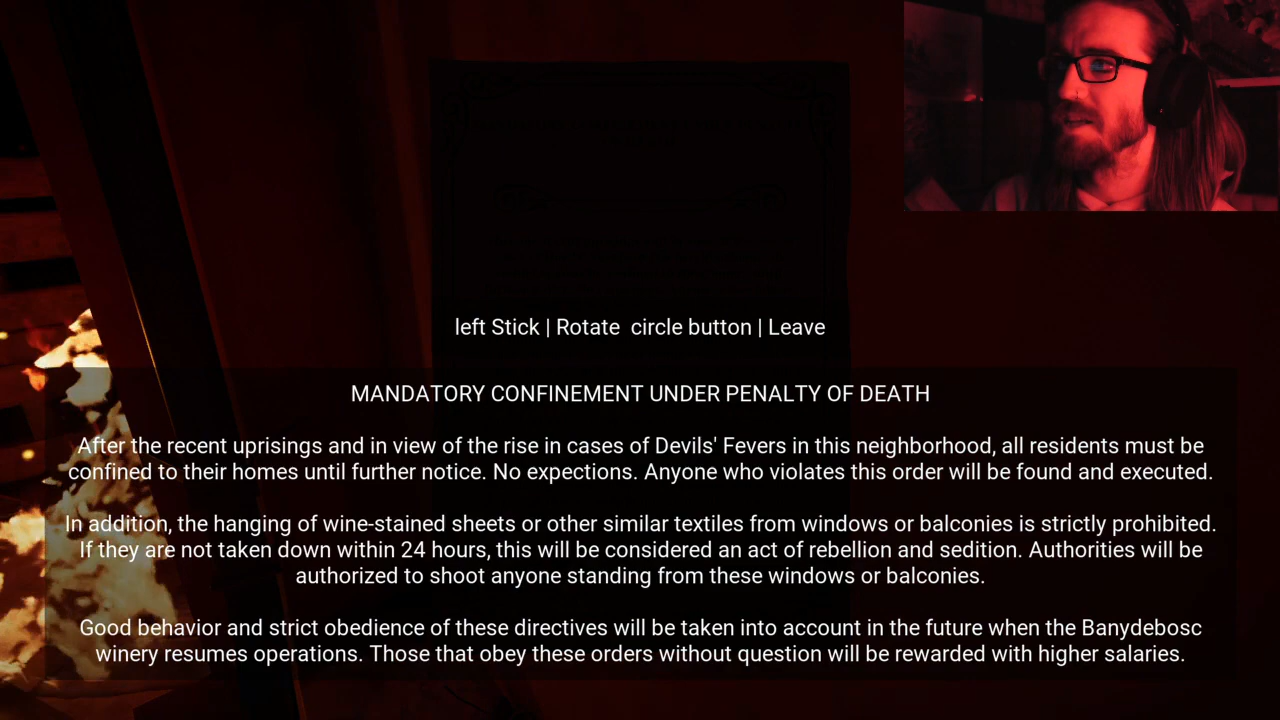 left Stick | Rotate  circle button | Leave
MANDATORY CONFINEMENT UNDER PENALTY OF DEATH
After the recent uprisings and in view of the rise in cases of Devils' Fevers in this neighborhood, all residents must be
confined to their homes until further notice. No expections. Anyone who violates this order will be found and executed.
In addition, the hanging of wine-stained sheets or other similar textiles from windows or balconies is strictly prohibited.
If they are not taken down within 24 hours, this will be considered an act of rebellion and sedition. Authorities will be
authorized to shoot anyone standing from these windows or balconies.
Good behavior and strict obedience of these directives will be taken into account in the future when the Banydebosc
winery resumes operations. Those that obey these orders without question will be rewarded with higher salaries.